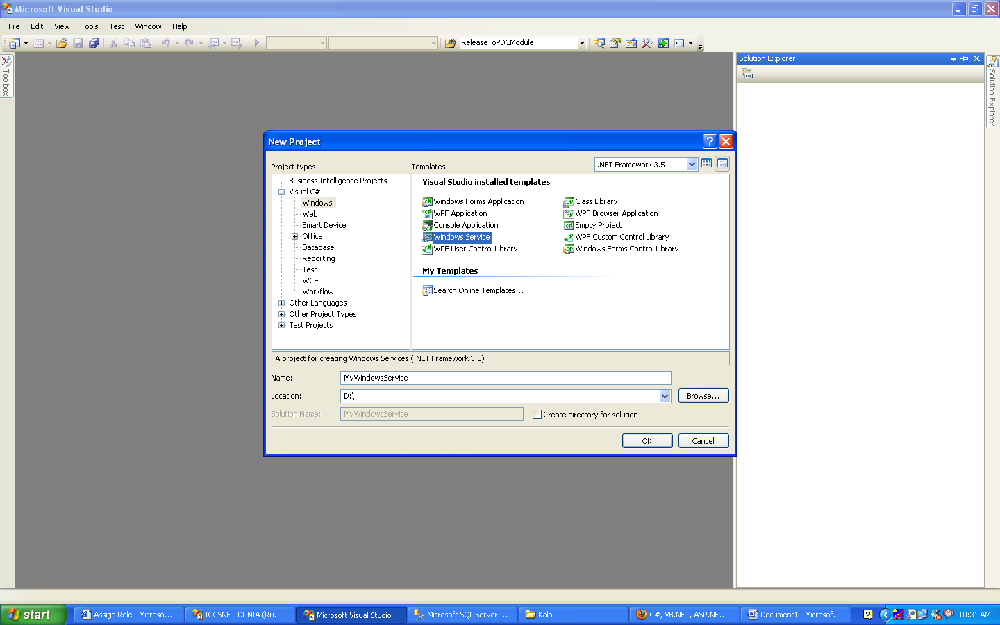 Microsoft Visual Studio
File Edit View Tools Test Window Help
ReleaseToPDCModule
Toolbox
Solution Explorer
Solution Explorer
New Project
Project types:
Templates:
.NET Framework 3.5
Business Intelligence Projects
Visual C#
Windows
Web
Smart Device
Office
Database
Reporting
Test
WCF
Workflow
Other Languages
Other Project Types
Test Projects
Visual Studio installed templates
Windows Forms Application
Class Library
WPF Application
WPF Browser Application
Console Application
Empty Project
Windows Service
WPF Custom Control Library
WPF User Control Library
Windows Forms Control Library
My Templates
Search Online Templates...
A project for creating Windows Services (.NET Framework 3.5)
Name:
MyWindowsService
Location:
D:\
Browse...
Solution Name:
MyWindowsService
Create directory for solution
OK
Cancel
start
Assign Role - Microso...
ICCSNET-DUNIA (Ru...
Microsoft Visual Studio
Microsoft SQL Server ...
Kalai
C#, VB.NET, ASP.NE...
Document1 - Microsof...
10:31 AM